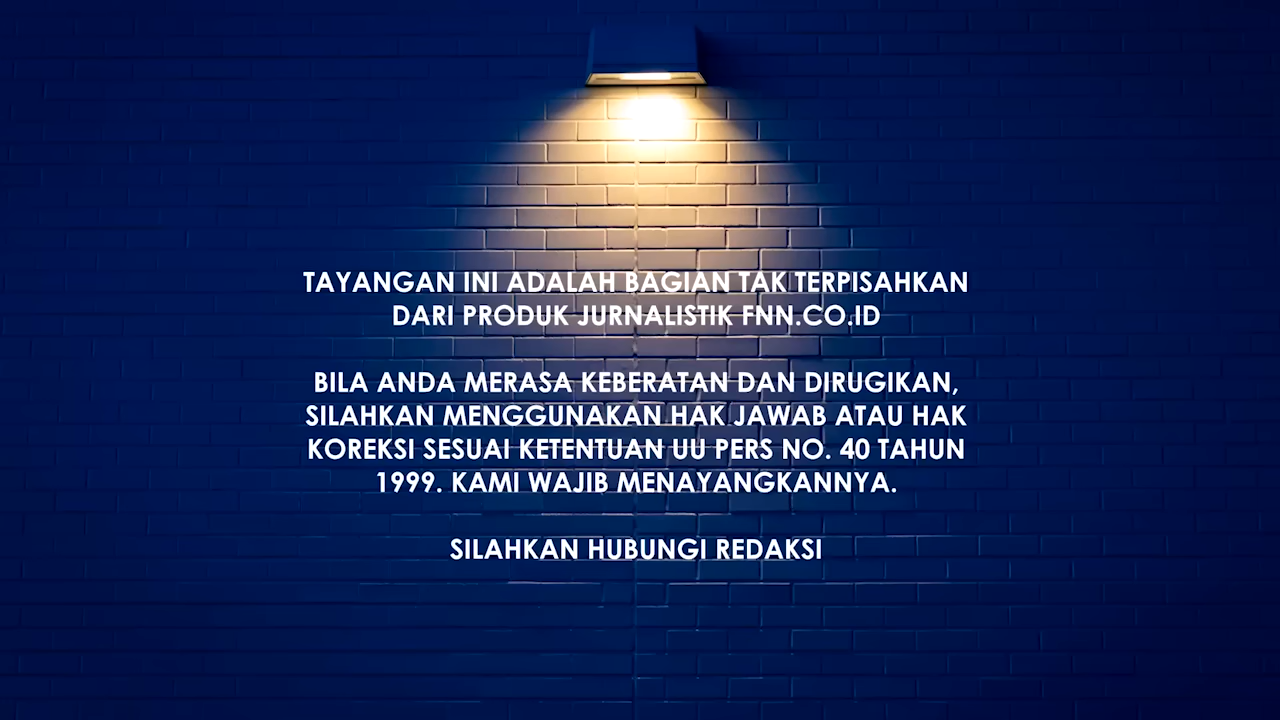 TAYANGAN INI ADALAH BAGIAN TAK TERPISAHKAN
DARI PRODUK JURNALISTIK FNN.CO.ID
BILA ANDA MERASA KEBERATAN DAN DIRUGIKAN,
SILAHKAN MENGGUNAKAN HAK JAWAB ATAU HAK
KOREKSI SESUAI KETENTUAN UU PERS NO. 40 TAHUN
1999. KAMI WAJIB MENAYANGKANNYA.
SILAHKAN HUBUNGI REDAKSI